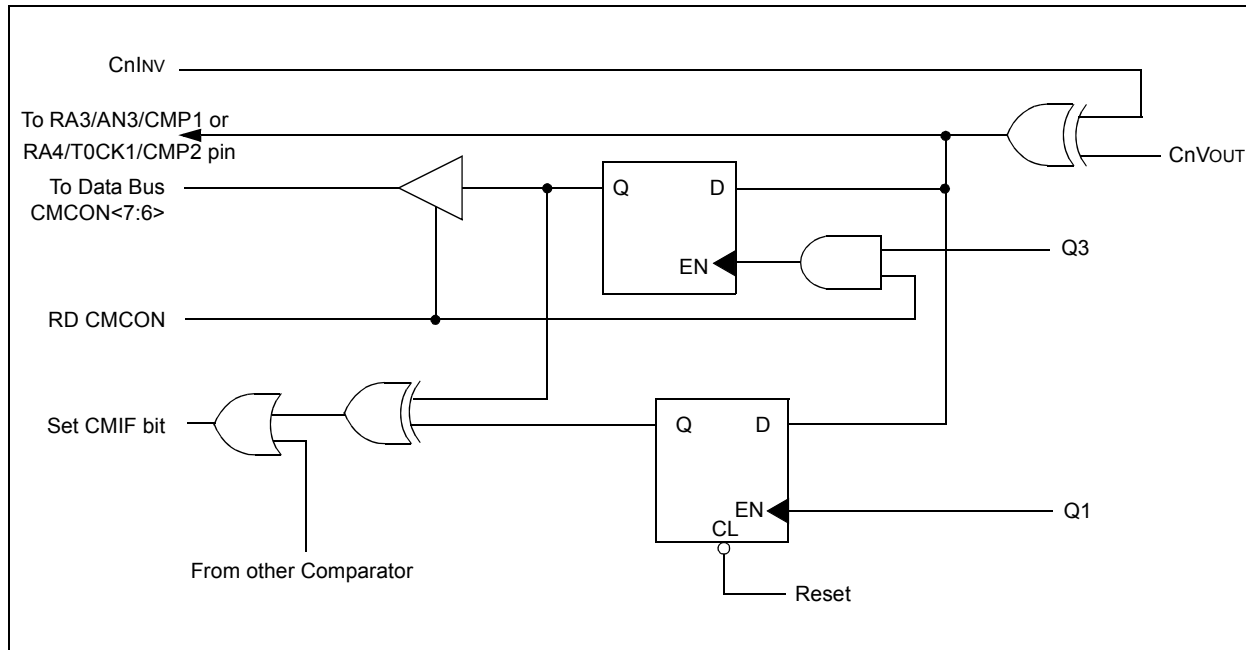 CnINV
To RA3/AN3/CMP1 or
RA4/T0CK1/CMP2 pin
CnVOUT
To Data Bus
CMCON<7:6>
Q
D
EN
Q3
RD CMCON
Set CMIF bit
Q
D
EN
CL
Q1
From other Comparator
Reset